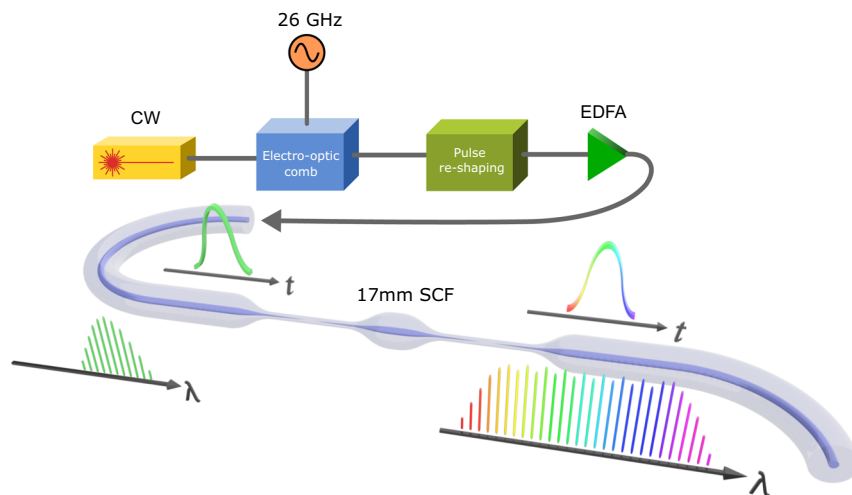 26 GHz
CW
EDFA
Electro-optic
comb
Pulse
re-shaping
t
17mm SCF
t
λ
λ